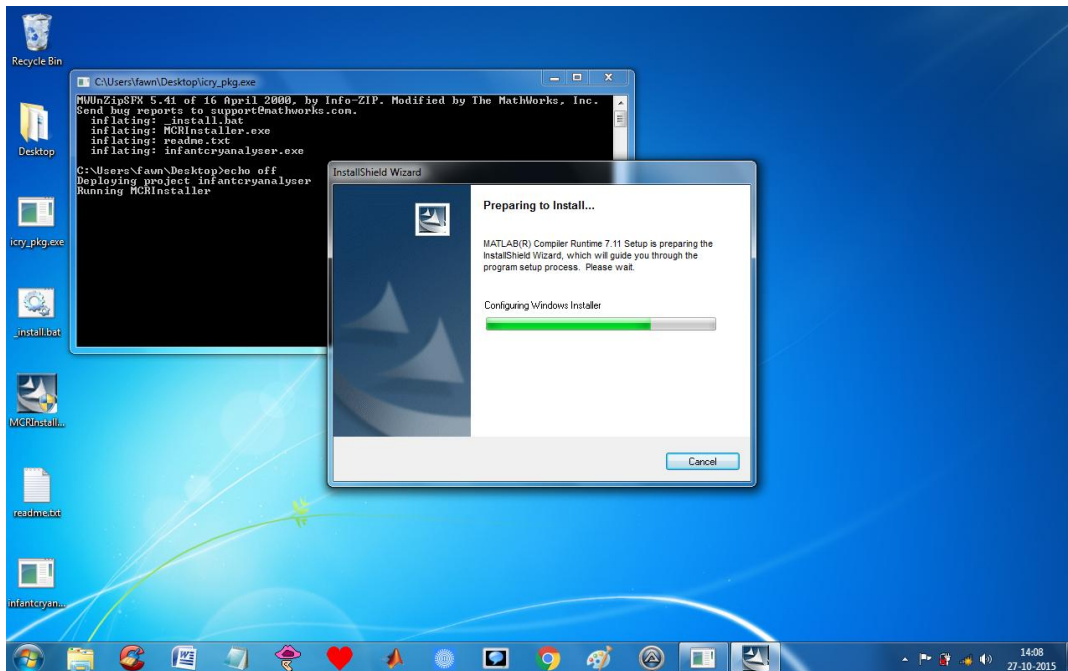 Recycle Bin
Desktop
icry_pkg.exe
_install.bat
MCRInstall...
readme.txt
infantcryan...
C:\Users\fawn\Desktop\icry_pkg.exe
MWUnZipSFX 5.41 of 16 April 2000, by Info-ZIP. Modified by The MathWorks, Inc.
Send bug reports to support@mathworks.com.
inflating: _install.bat
inflating: MCRInstaller.exe
inflating: readme.txt
inflating: infantcryanalyser.exe
C:\Users\fawn\Desktop>echo off
Deploying project infantcryanalyser
Running MCRInstaller
InstallShield Wizard
Preparing to Install...
MATLAB(R) Compiler Runtime 7.11 Setup is preparing the
InstallShield Wizard, which will guide you through the
program setup process. Please wait.
Configuring Windows Installer
Cancel
14:08
27-10-2015